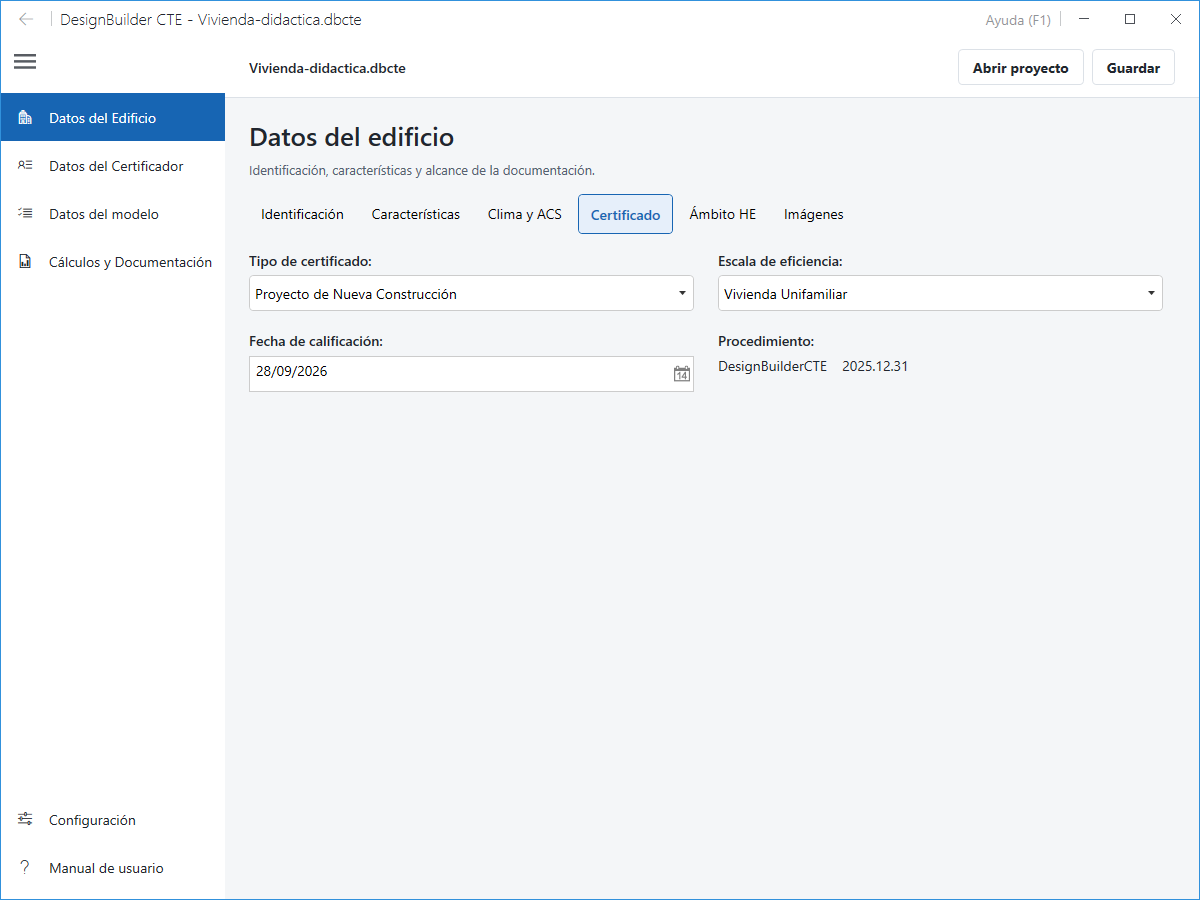 DesignBuilder CTE - Vivienda-didactica.dbcte
Ayuda (F1)
Vivienda-didactica.dbcte
Abrir proyecto
Guardar
Datos del Edificio
Datos del Certificador
Datos del modelo
Cálculos y Documentación
Configuración
? Manual de usuario
Datos del edificio
Identificación, características y alcance de la documentación.
Identificación
Características
Clima y ACS
Certificado
Ámbito HE
Imágenes
Tipo de certificado:
Proyecto de Nueva Construcción
Escala de eficiencia:
Vivienda Unifamiliar
Fecha de calificación:
28/09/2026
14
Procedimiento:
DesignBuilderCTE 2025.12.31